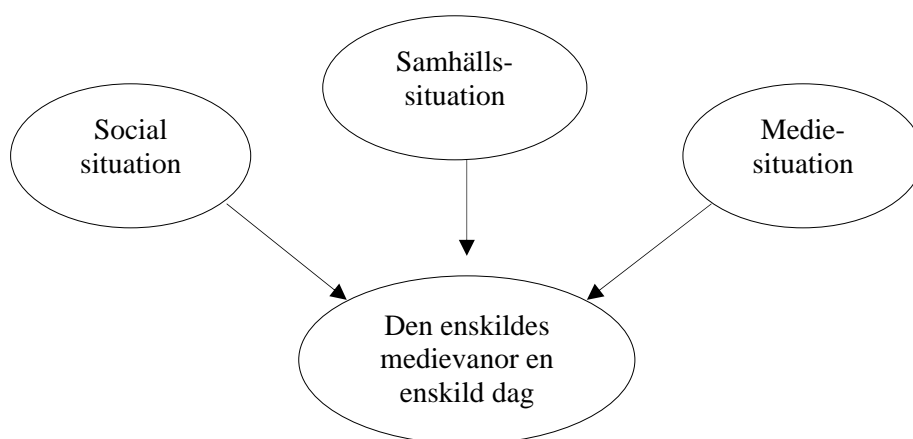 Samhälls-
situation
Social
situation
Medie-
situation
Den enskildes
medievanor en
enskild dag